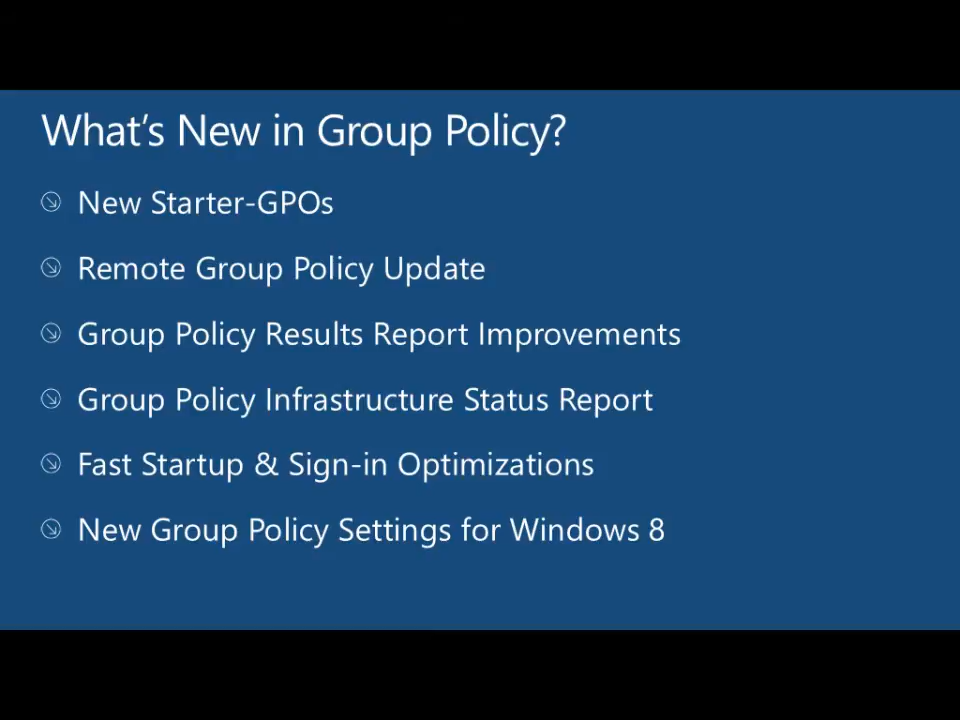 What's New in Group Policy?
New Starter-GPOs
Remote Group Policy Update
Group Policy Results Report Improvements
Group Policy Infrastructure Status Report
Fast Startup & Sign-in Optimizations
New Group Policy Settings for Windows 8